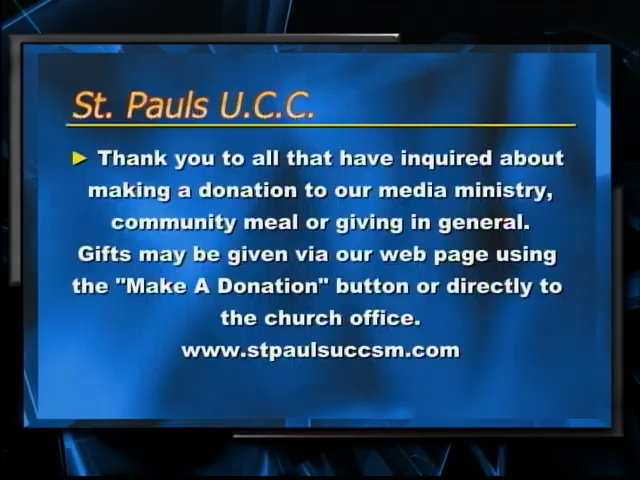 St. Pauls U.C.C.
► Thank you to all that have inquired about
making a donation to our media ministry,
community meal or giving in general.
Gifts may be given via our web page using
the "Make A Donation" button or directly to
the church office.
www.stpaulsuccsm.com